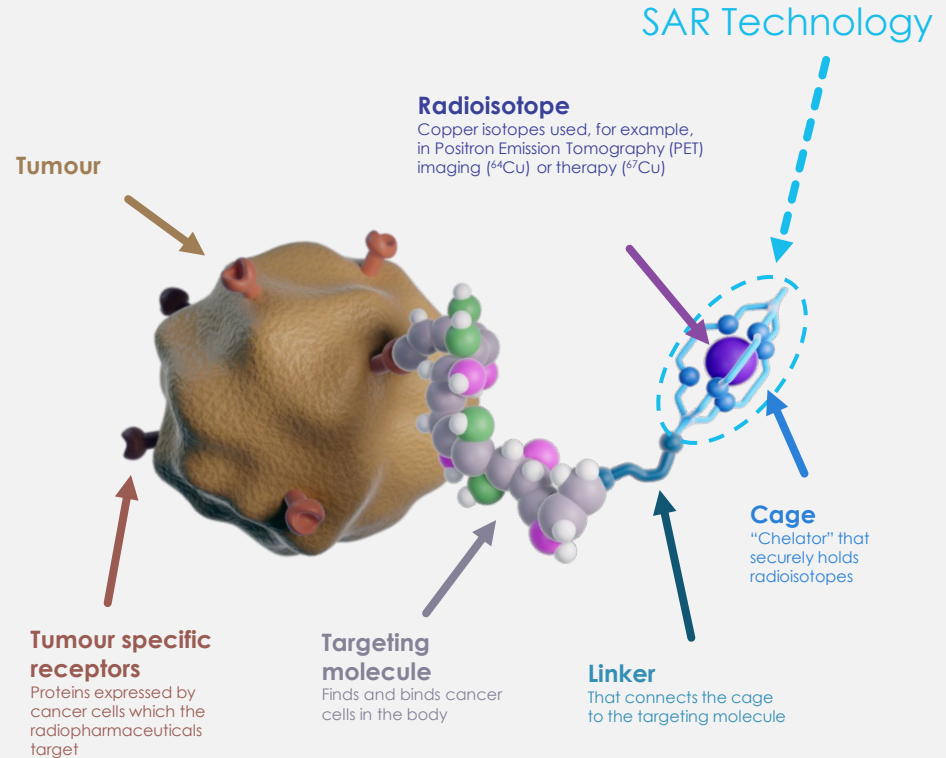 SAR Technology
Radioisotope
Copper isotopes used, for example,
in Positron Emission Tomography (PET)
imaging (⁶⁴Cu) or therapy (⁶⁷Cu)
Tumour
Cage
“Chelator” that
securely holds
radioisotopes
Tumour specific
receptors
Proteins expressed by
cancer cells which the
radiopharmaceuticals
target
Targeting
molecule
Finds and binds cancer
cells in the body
Linker
That connects the cage
to the targeting molecule